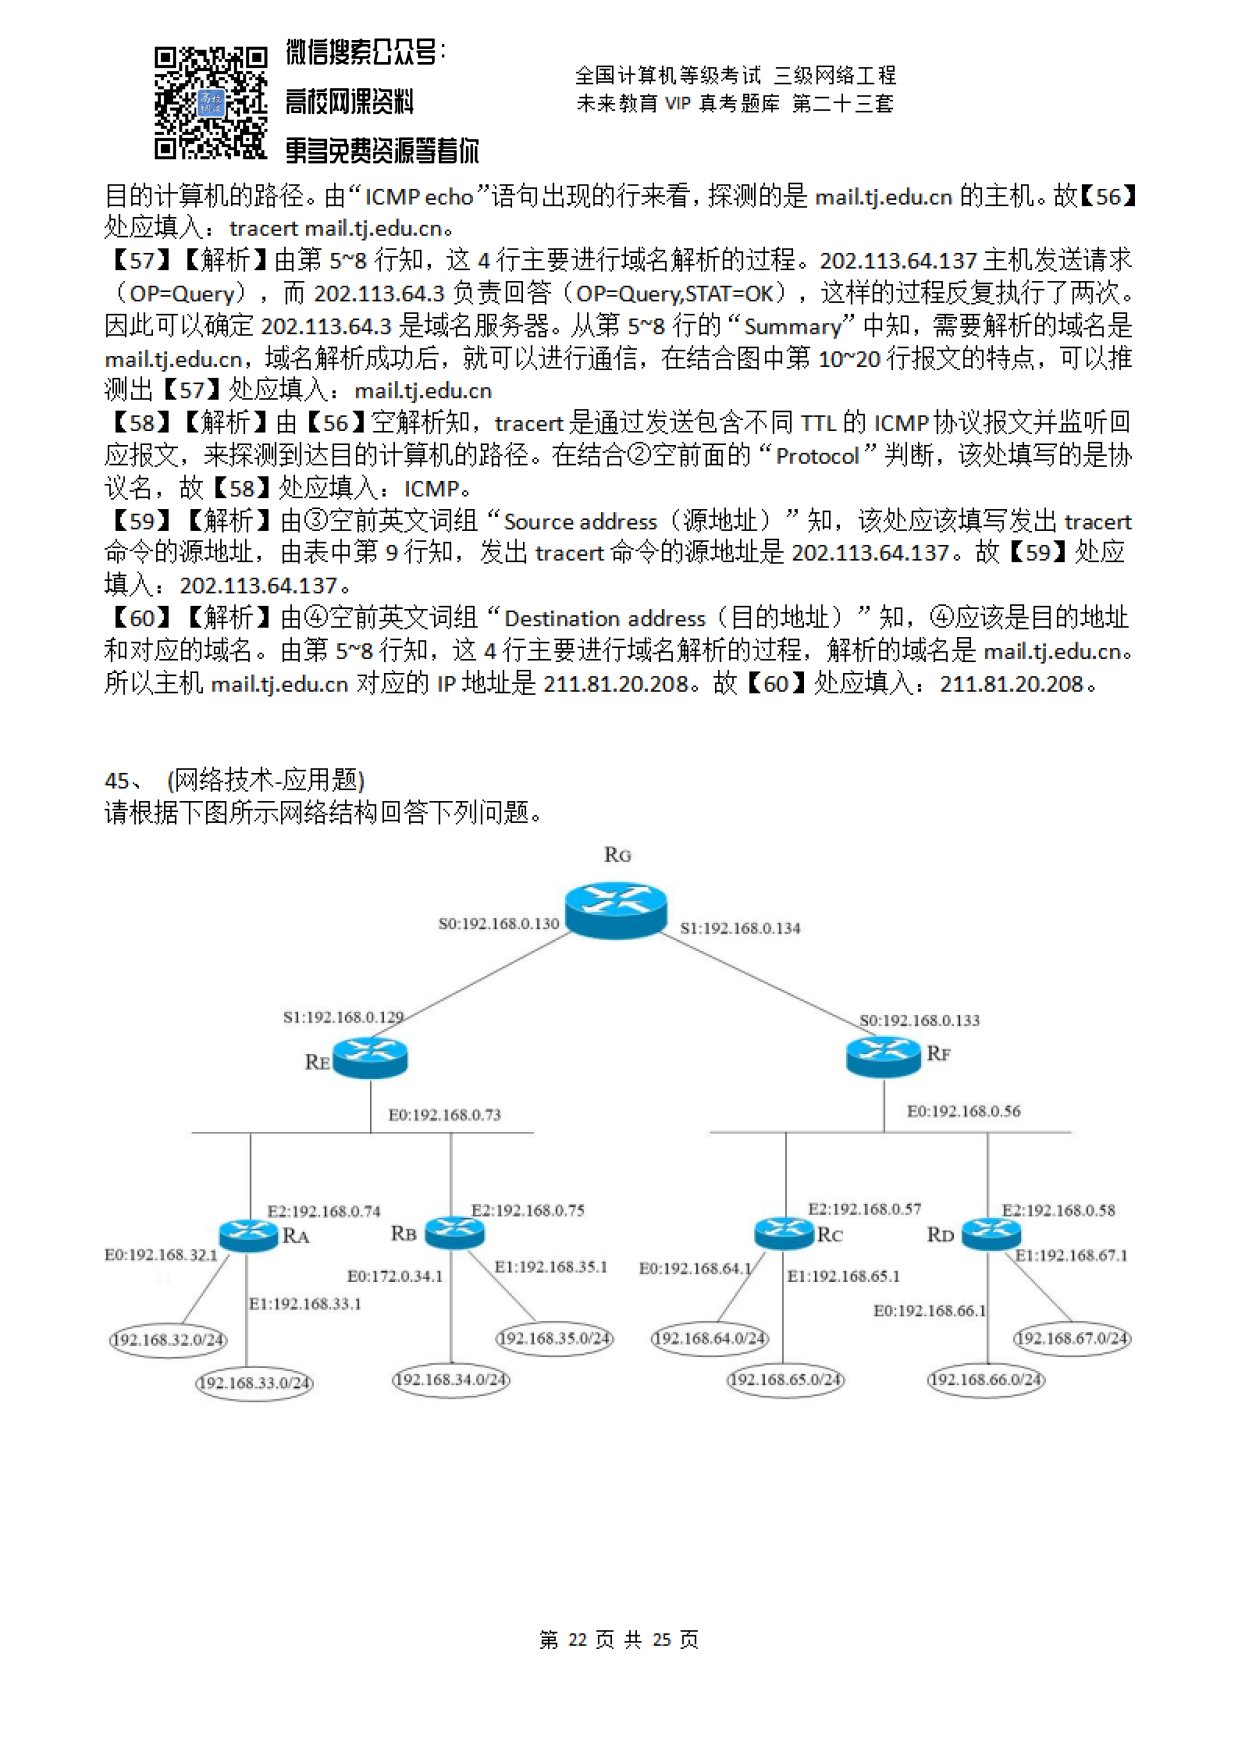 微信搜索公众号：
高校网课资料
更多免费资源等着你
全国计算机等级考试 三级网络工程
未来教育 VIP 真考题库 第二十三套
目的计算机的路径。由“ICMP echo”语句出现的行来看，探测的是 mail.tj.edu.cn 的主机。故【56】
处应填入：tracert mail.tj.edu.cn。
【57】【解析】由第 5~8 行知，这 4 行主要进行域名解析的过程。202.113.64.137 主机发送请求
（OP=Query），而 202.113.64.3 负责回答（OP=Query,STAT=OK），这样的过程反复执行了两次。
因此可以确定 202.113.64.3 是域名服务器。从第 5~8 行的“Summary”中知，需要解析的域名是
mail.tj.edu.cn，域名解析成功后，就可以进行通信，在结合图中第 10~20 行报文的特点，可以推
测出【57】处应填入：mail.tj.edu.cn
【58】【解析】由【56】空解析知，tracert 是通过发送包含不同 TTL 的 ICMP 协议报文并监听回
应报文，来探测到达目的计算机的路径。在结合②空前面的“Protocol”判断，该处填写的是协
议名，故【58】处应填入：ICMP。
【59】【解析】由③空前英文词组“Source address（源地址）”知，该处应该填写发出 tracert
命令的源地址，由表中第 9 行知，发出 tracert 命令的源地址是 202.113.64.137。故【59】处应
填入：202.113.64.137。
【60】【解析】由④空前英文词组“Destination address（目的地址）”知，④应该是目的地址
和对应的域名。由第 5~8 行知，这 4 行主要进行域名解析的过程，解析的域名是 mail.tj.edu.cn。
所以主机 mail.tj.edu.cn 对应的 IP 地址是 211.81.20.208。故【60】处应填入：211.81.20.208。
45、 (网络技术-应用题)
请根据下图所示网络结构回答下列问题。
RG
S0:192.168.0.130
S1:192.168.0.134
S1:192.168.0.129
S0:192.168.0.133
RE
RF
E0:192.168.0.73
E0:192.168.0.56
E2:192.168.0.74
E2:192.168.0.75
E2:192.168.0.57
E2:192.168.0.58
RA
RB
RC
RD
E0:192.168.32.1
E1:192.168.33.1
E0:172.0.34.1
E1:192.168.35.1
E0:192.168.64.1
E1:192.168.65.1
E0:192.168.66.1
E1:192.168.67.1
192.168.32.0/24
192.168.35.0/24
192.168.64.0/24
192.168.67.0/24
192.168.33.0/24
192.168.34.0/24
192.168.65.0/24
192.168.66.0/24
第 22 页 共 25 页